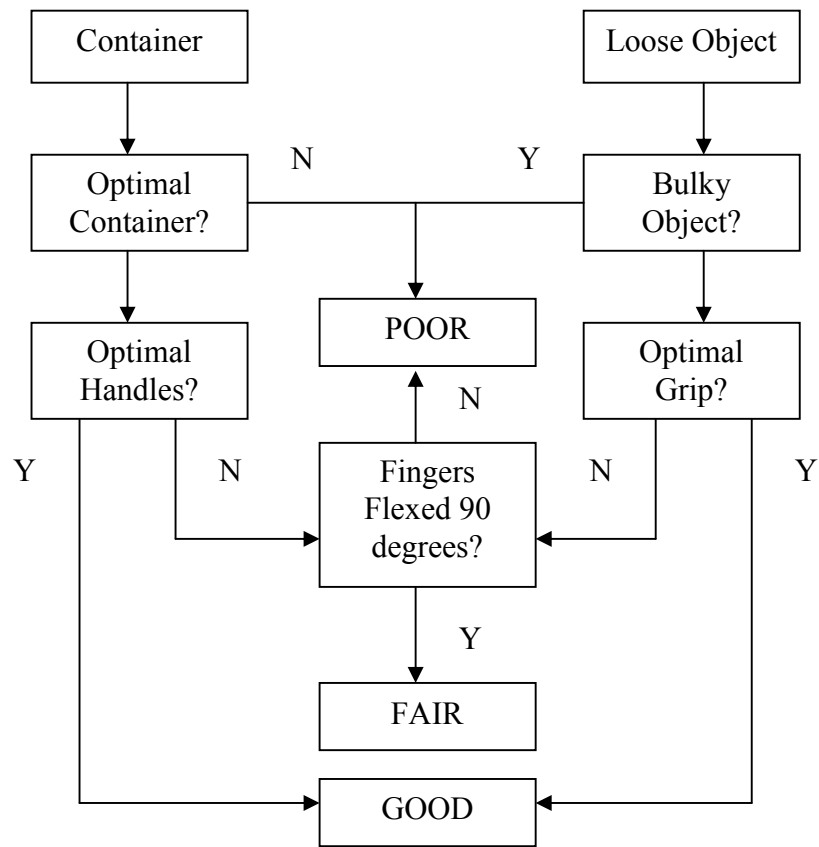 Container
Loose Object
N
Y
Optimal
Container?
Bulky
Object?
POOR
Optimal
Handles?
Optimal
Grip?
N
Y
N
Fingers
Flexed 90
degrees?
N
Y
Y
FAIR
GOOD